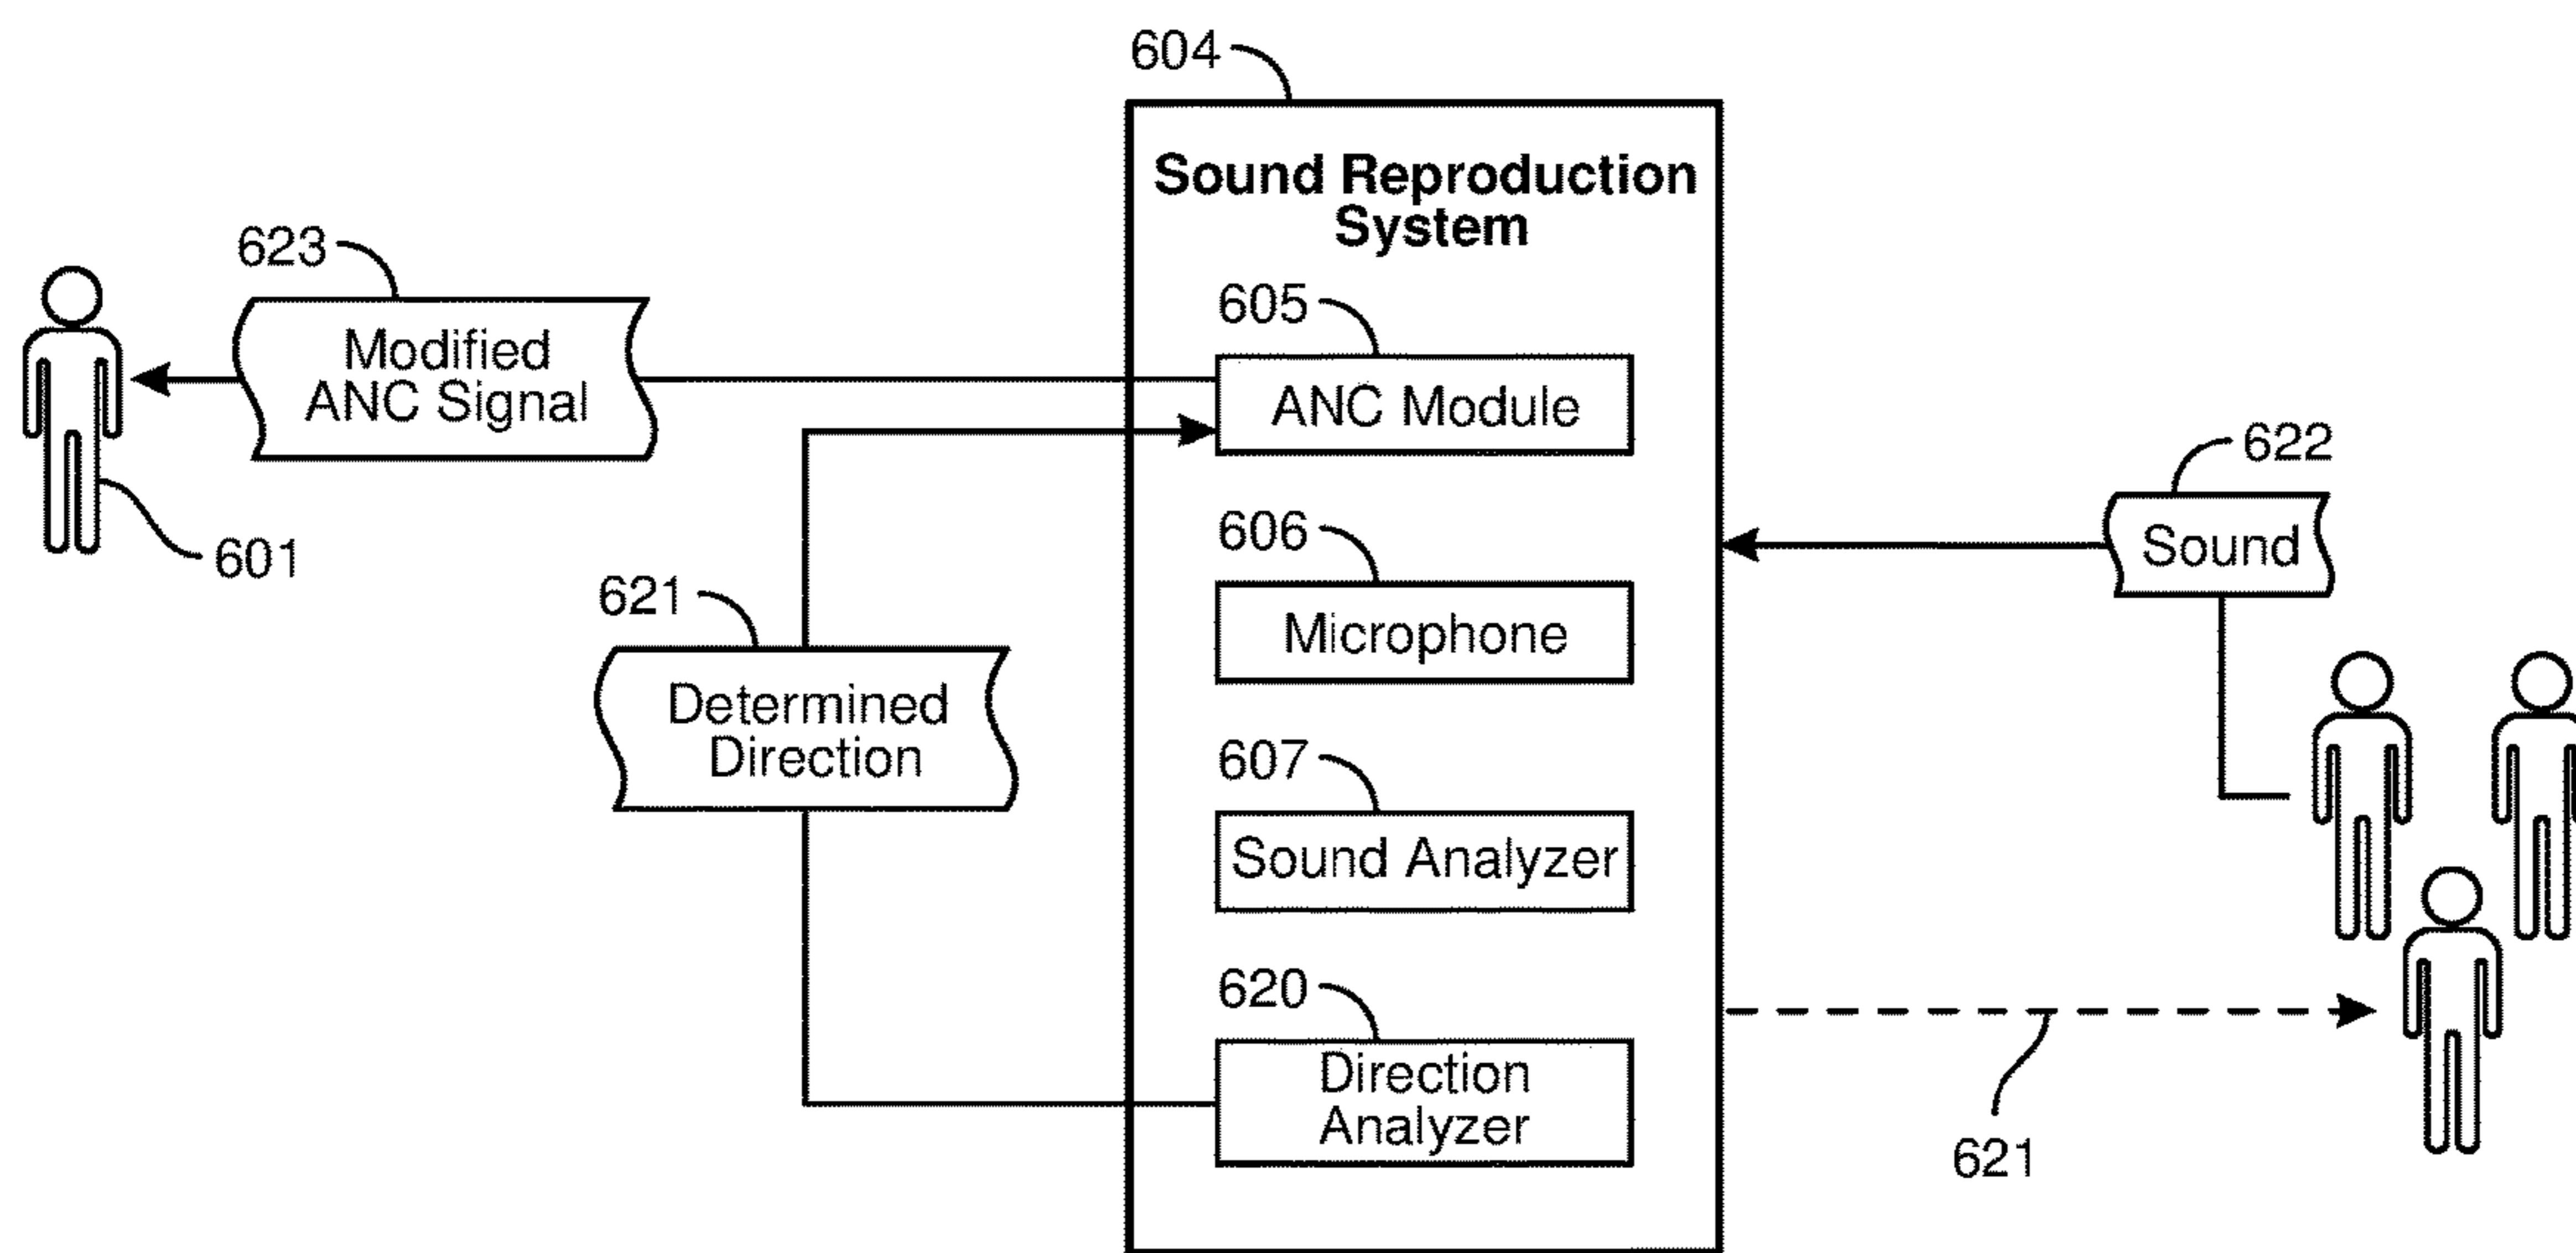 604
Sound Reproduction
System
623
Modified
ANC Signal
601
605
ANC Module
622
Sound
606
Microphone
621
Determined
Direction
607
Sound Analyzer
620
Direction
Analyzer
621